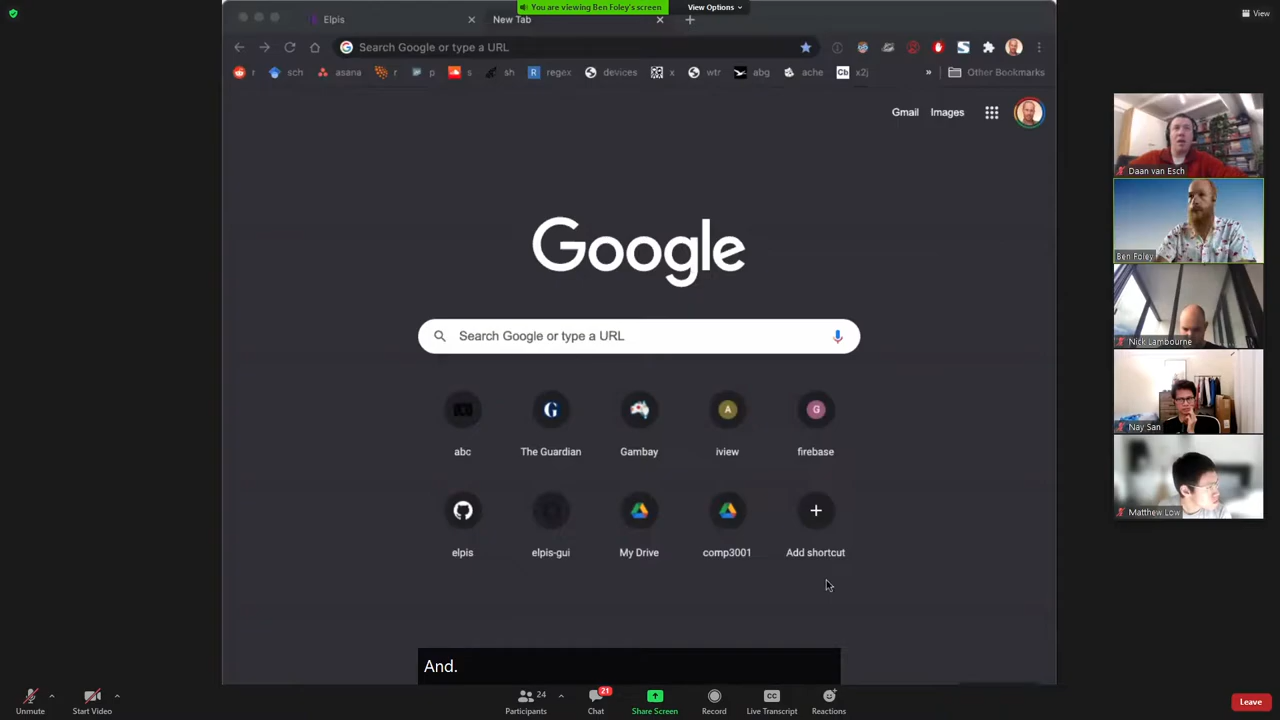 You are viewing Ben Foley's screen
View Options
View
Elpis
New Tab
Search Google or type a URL
r
sch
asana
r
p
s
sh
R
regex
devices
x
wtr
abg
ache
Cb
x2j
»
Other Bookmarks
Gmail
Images
Google
Search Google or type a URL
G
A
G
abc
The Guardian
Gambay
iview
firebase
elpis
elpis-gui
My Drive
comp3001
Add shortcut
And.
Daan van Esch
Ben Foley
Nick Lambourne
Nay San
Matthew Low
Unmute
Start Video
24
Participants
21
Chat
Share Screen
Record
CC
Live Transcript
Reactions
Leave